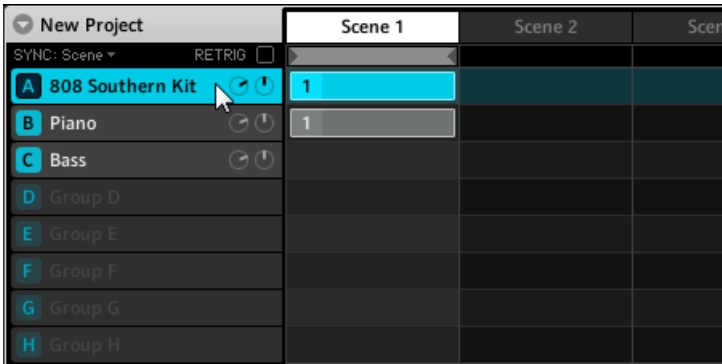 New Project Scene 1 Scene 2 Scen
SYNC: Scene RETRIG
A 808 Southern Kit 1
B Piano 1
C Bass
D Group D
E Group E
F Group F
G Group G
H Group H